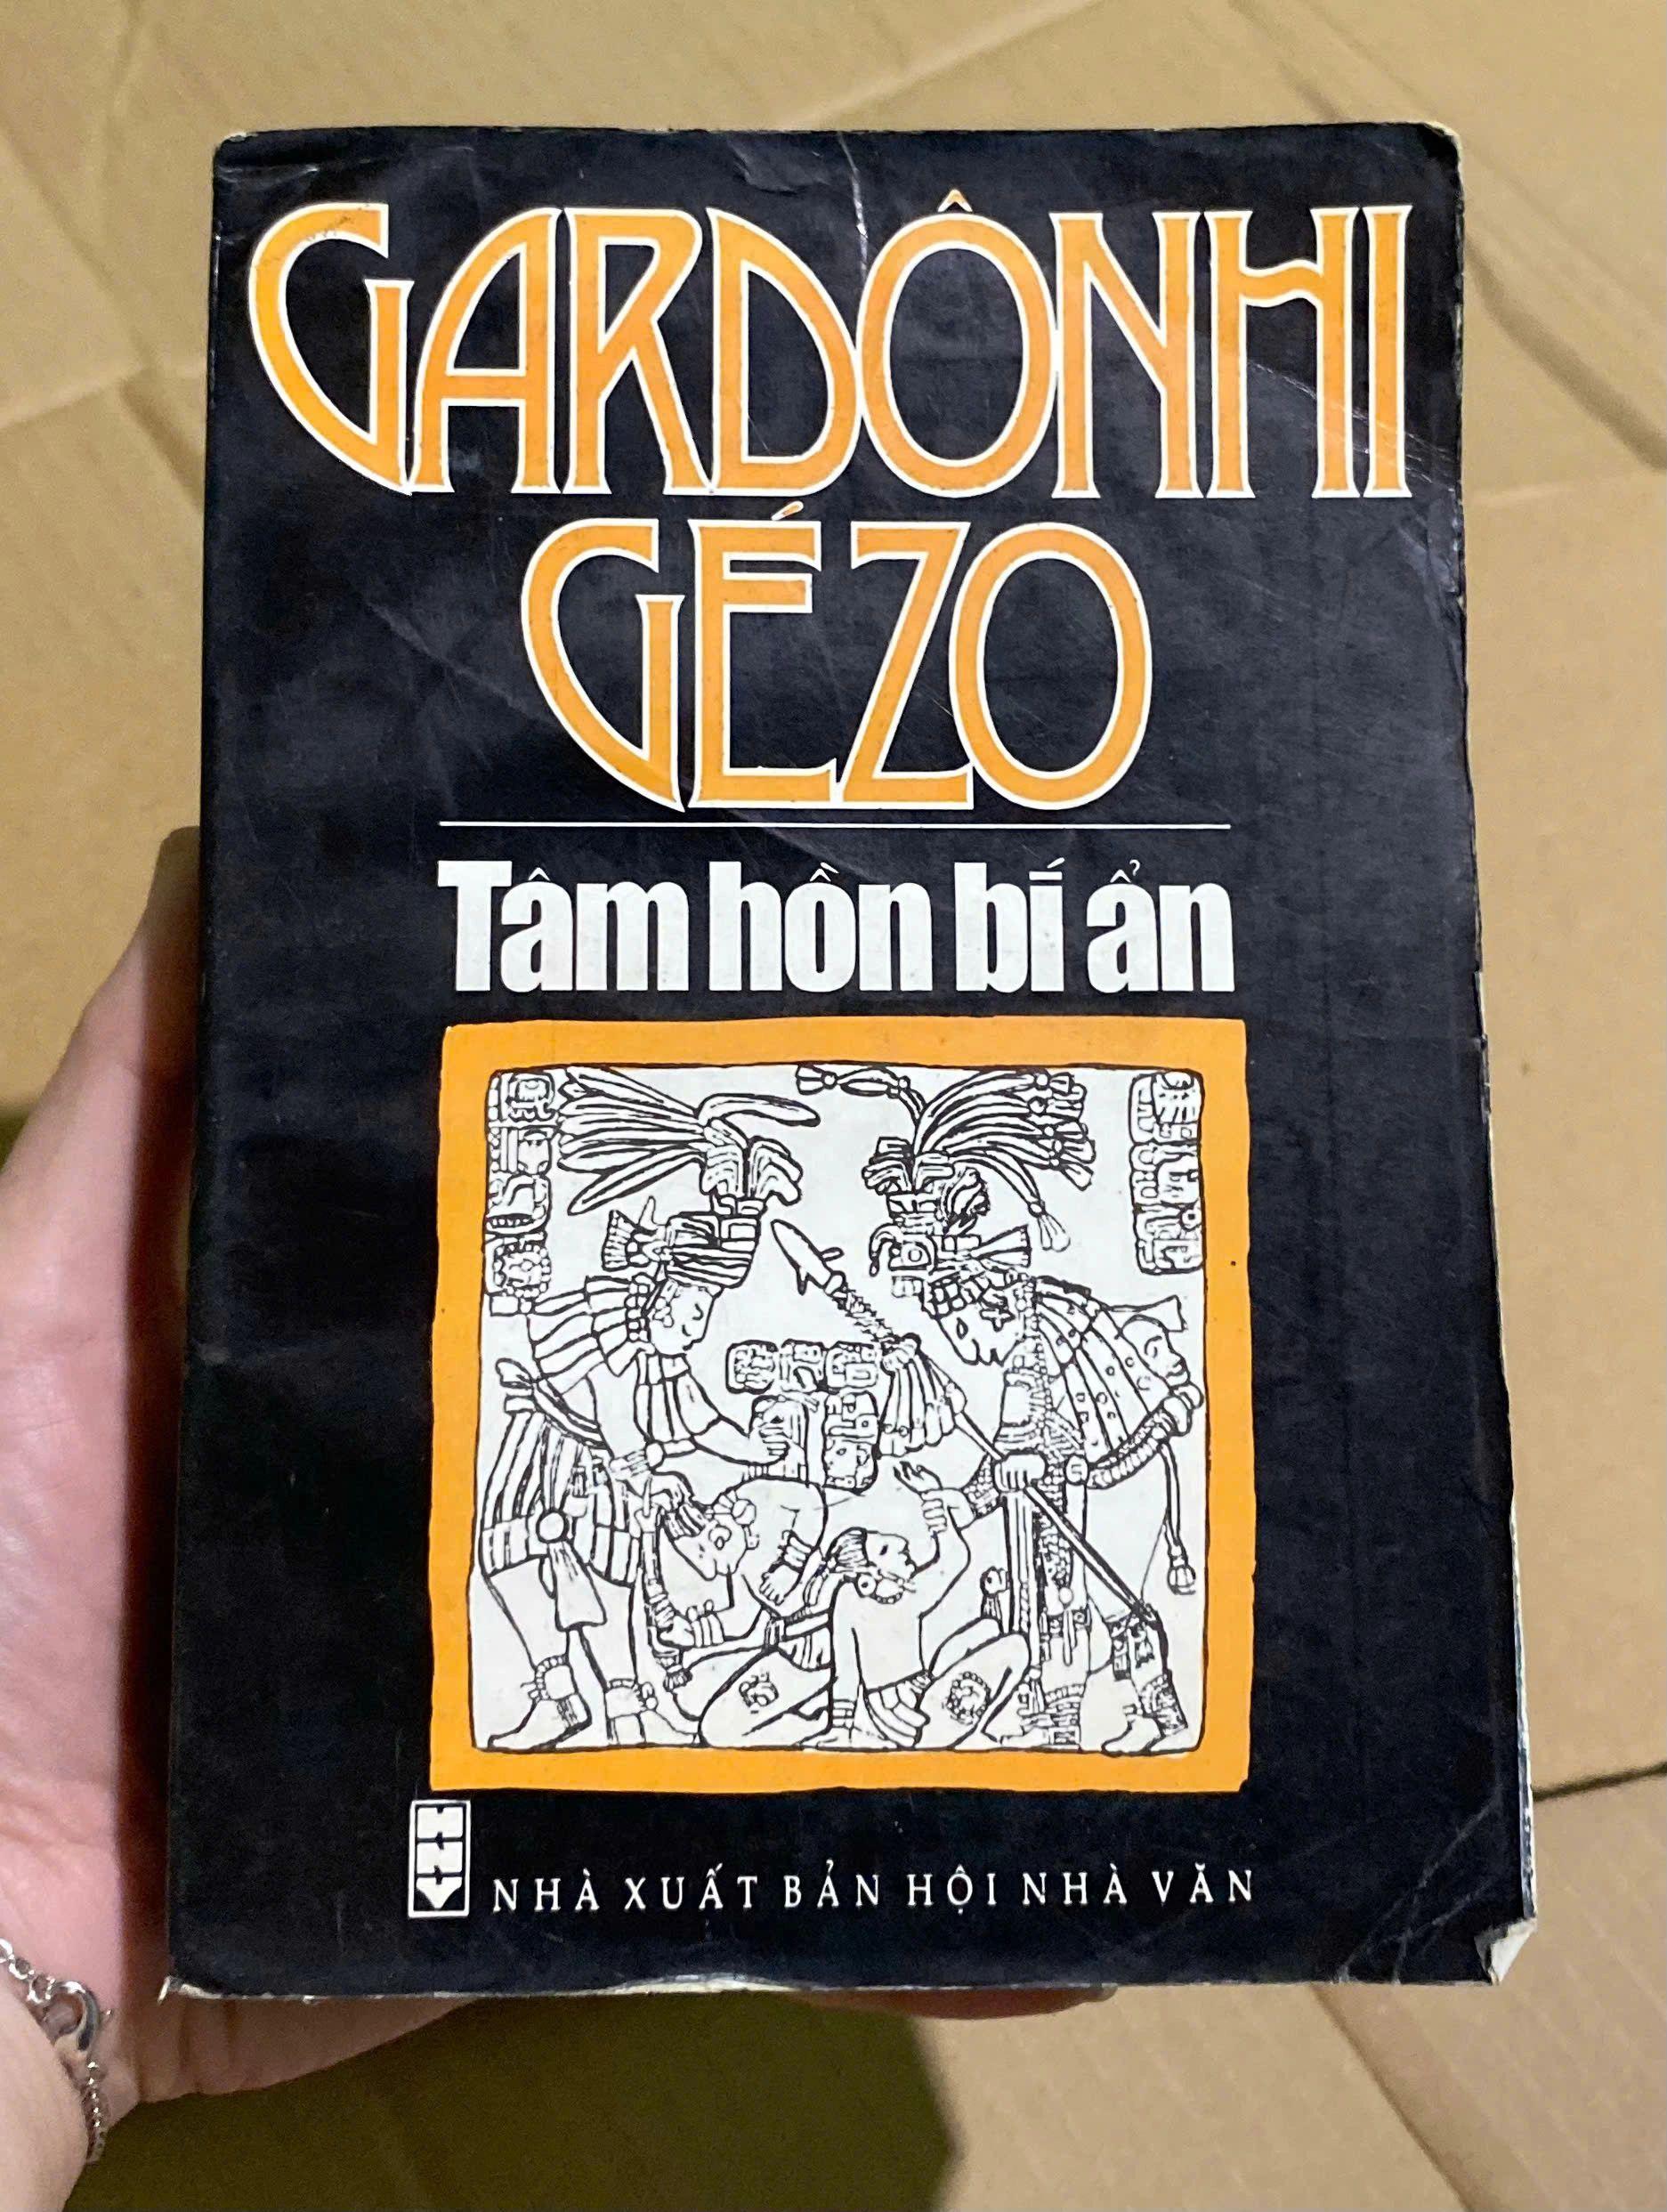 GARDÔNHI
GÉZO
Tâm hồn bí ẩn
NHÀ XUẤT BẢN HỘI NHÀ VĂN